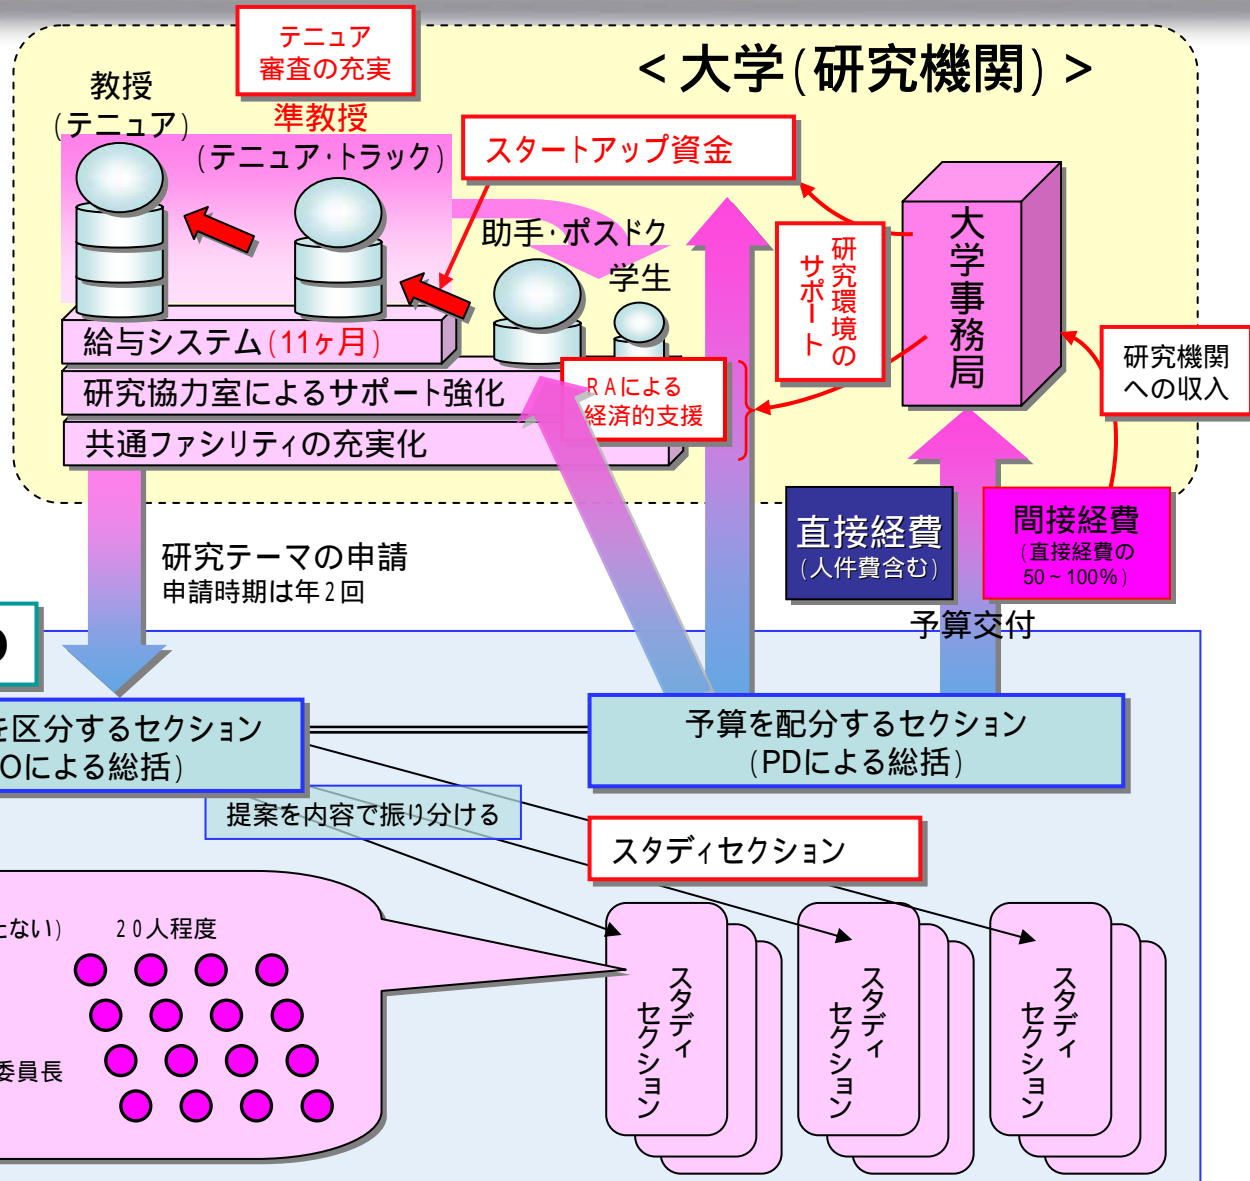 テニュア
審査の充実
<大学(研究機関)>
教授
(テニュア)
準教授
(テニュア・トラック)
スタートアップ資金
助手・ポスドク
学生
研究環境の
サポート
大学事務局
給与システム(11ヶ月)
研究協力室によるサポート強化
共通ファシリティの充実化
RAによる
経済的支援
研究機関
への収入
直接経費
(人件費含む)
間接経費
(直接経費の
50~100%)
研究テーマの申請
申請時期は年2回
予算交付
を区分するセクション
Oによる総括)
予算を配分するセクション
(PDによる総括)
提案を内容で振り分ける
スタディセクション
たない)
20人程度
委員長
スタディ
セクション
スタディ
セクション
スタディ
セクション